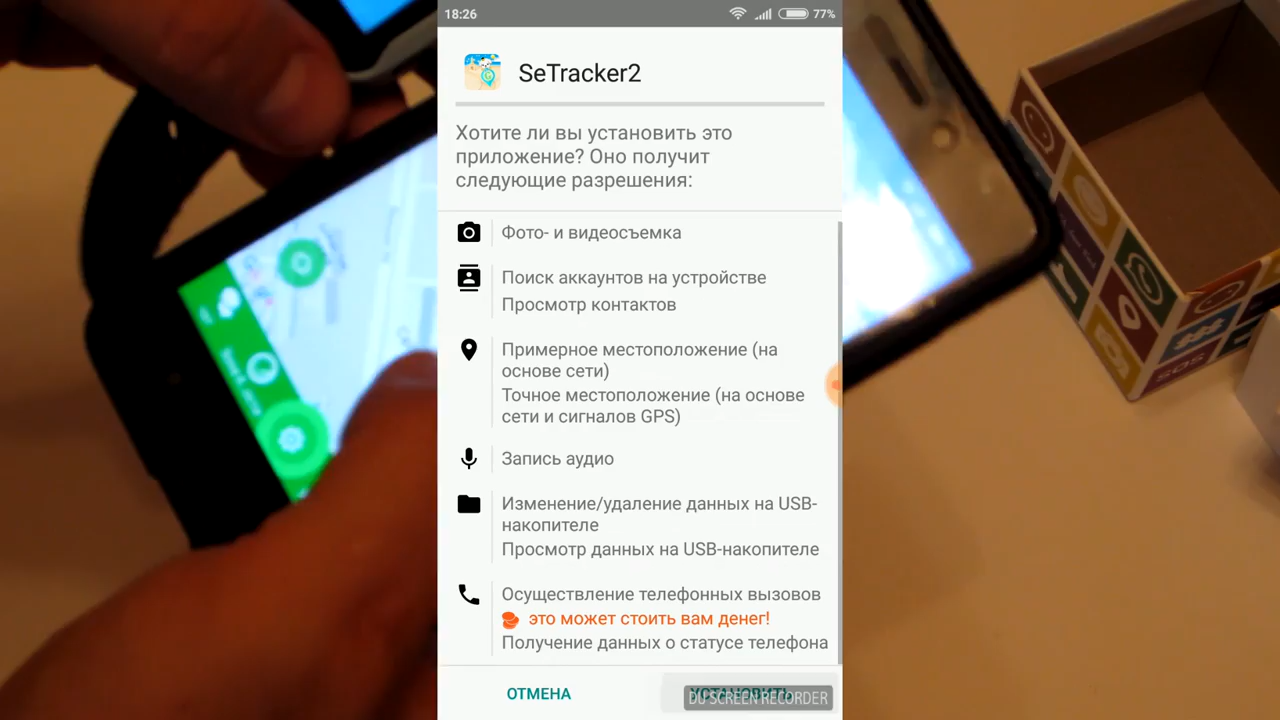 18:26
77%
SeTracker2
Хотите ли вы установить это
приложение? Оно получит
следующие разрешения:
Фото- и видеосъемка
Поиск аккаунтов на устройстве
Просмотр контактов
Примерное местоположение (на
основе сети)
Точное местоположение (на основе
сети и сигналов GPS)
Запись аудио
Изменение/удаление данных на USB-
накопителе
Просмотр данных на USB-накопителе
Осуществление телефонных вызовов
это может стоить вам денег!
Получение данных о статусе телефона
ОТМЕНА
УСТАНОВИТЬ
DU SCREEN RECORDER
SOS